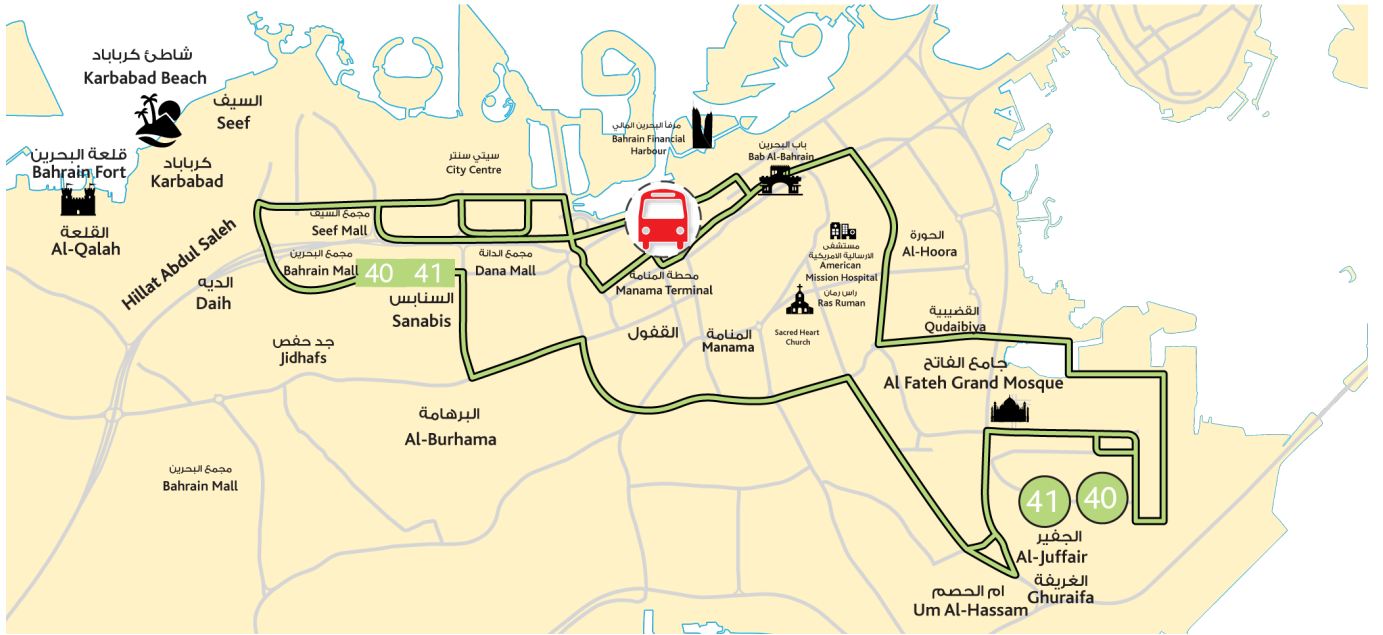 شاطئ كرباباد
Karbabad Beach
السيف
Seef
قلعة البحرين
Bahrain Fort
كرباباد
Karbabad
القلعة
Al-Qalah
Hillat Abdul Saleh
الديه
Daih
سيتي سنتر
City Centre
مجمع السيف
Seef Mall
مجمع البحرين
Bahrain Mall
40 41
مجمع الدانة
Dana Mall
السنابس
Sanabis
جد حفص
Jidhafs
مرفأ البحرين المالي
Bahrain Financial
Harbour
باب البحرين
Bab Al-Bahrain
محطة المنامة
Manama Terminal
القفول
المنامة
Manama
مستشفى
الارسالية الامريكية
American
Mission Hospital
راس رمان
Ras Ruman
Sacred Heart
Church
الحورة
Al-Hoora
القضيبية
Qudaibiya
جامع الفاتح
Al Fateh Grand Mosque
البرهامة
Al-Burhama
مجمع البحرين
Bahrain Mall
41 40
الجفير
Al-Juffair
الغريفة
Ghuraifa
ام الحصم
Um Al-Hassam